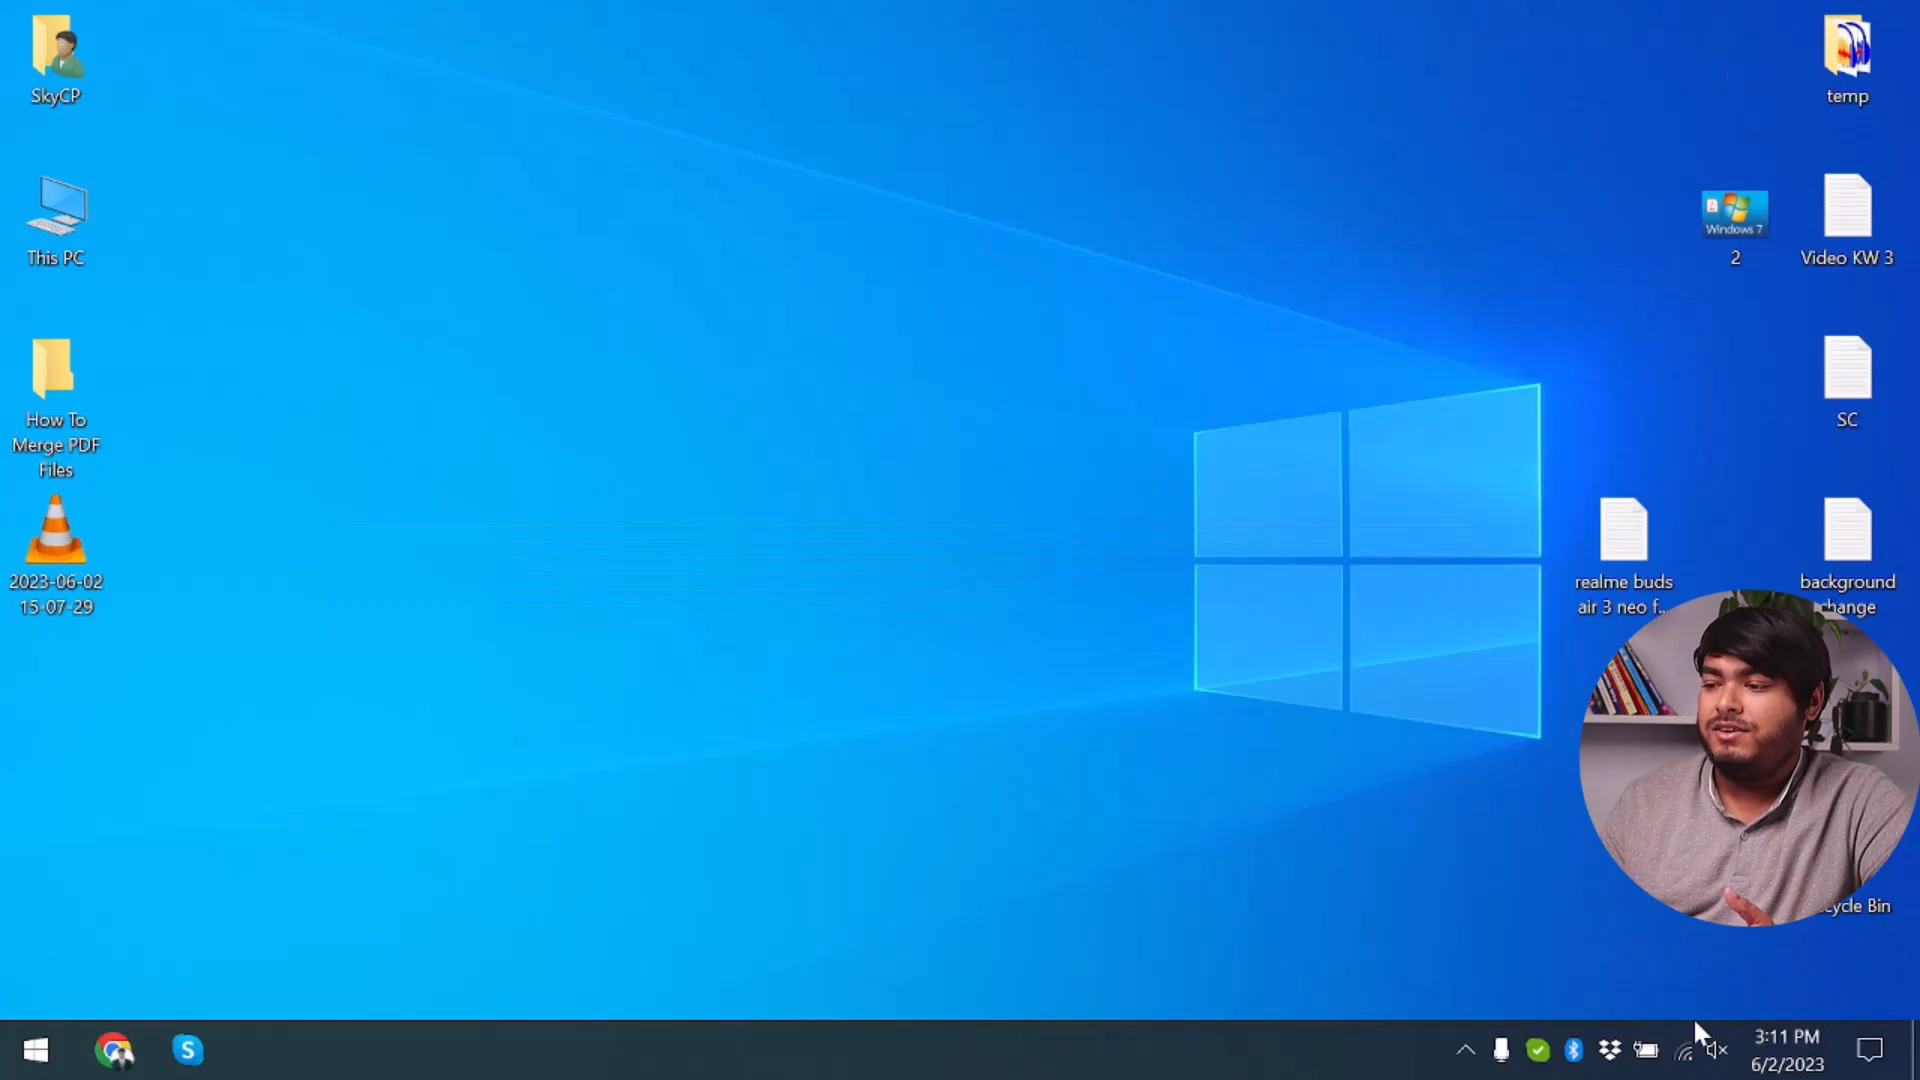 SkyCP
This PC
How To
Merge PDF
Files
2023-06-02
15-07-29
temp
Windows 7
2
Video KW 3
SC
realme buds
air 3 neo f...
background
change
cycle Bin
S
3:11 PM
6/2/2023